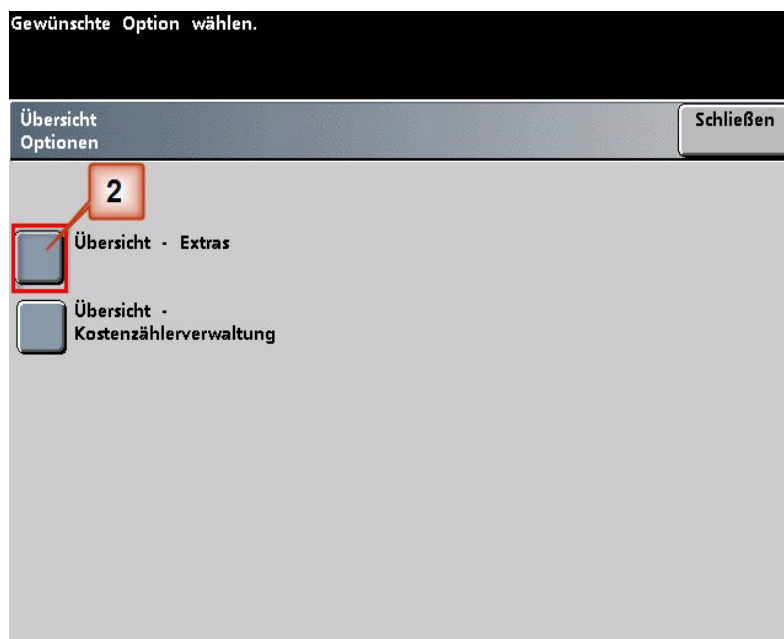 Gewünschte Option wählen.
Übersicht
Optionen
Schließen
2
Übersicht - Extras
Übersicht -
Kostenzählerverwaltung